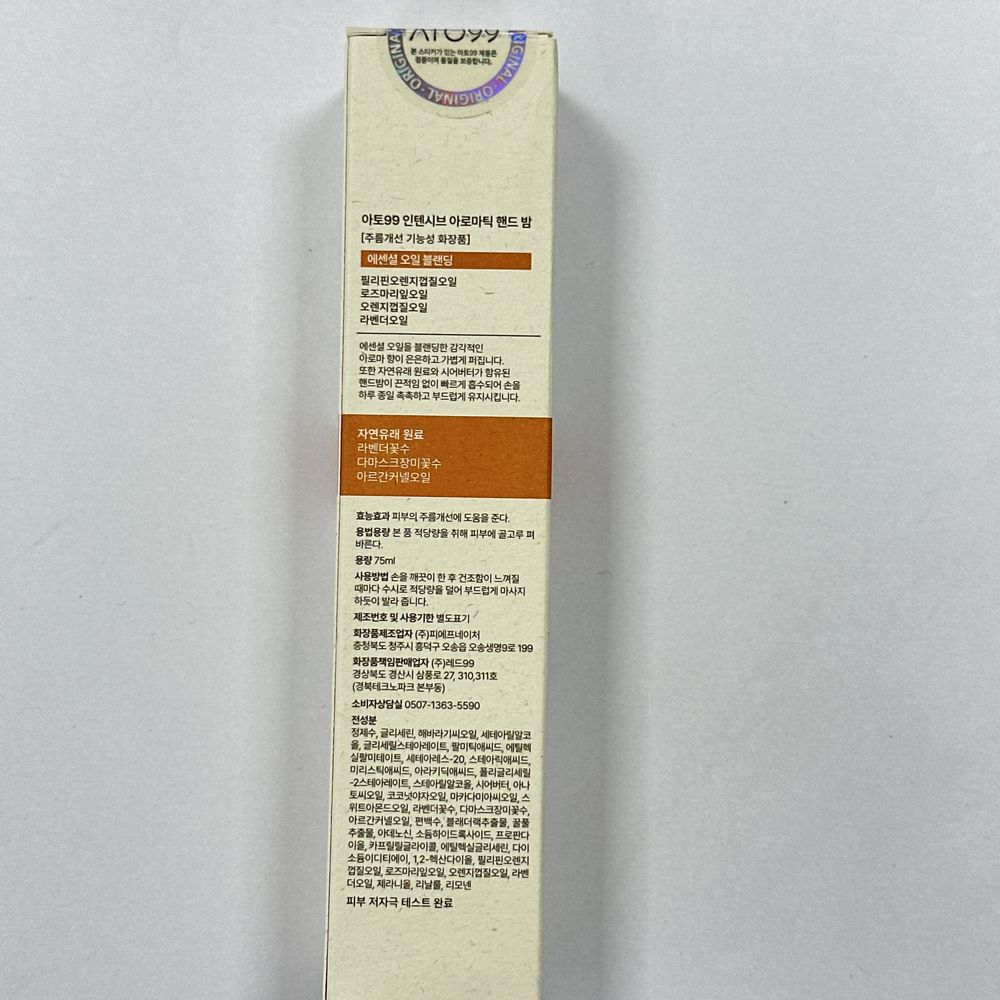 ATO99
본 스티커가 있는 아토99 제품은
정품이며 품질을 보증합니다.
ORIGINAL · ORIGINAL · ORIGINAL
아토99 인텐시브 아로마틱 핸드 밤
[주름개선 기능성 화장품]
에센셜 오일 블랜딩
필리핀오렌지껍질오일
로즈마리잎오일
오렌지껍질오일
라벤더오일
에센셜 오일을 블랜딩한 감각적인
아로마 향이 은은하고 가볍게 퍼집니다.
또한 자연유래 원료와 시어버터가 함유된
핸드밤이 끈적임 없이 빠르게 흡수되어 손을
하루 종일 촉촉하고 부드럽게 유지시킵니다.
자연유래 원료
라벤더꽃수
다마스크장미꽃수
아르간커넬오일
효능효과 피부의 주름개선에 도움을 준다.
용법용량 본 품 적당량을 취해 피부에 골고루 펴
바른다.
용량 75ml
사용방법 손을 깨끗이 한 후 건조함이 느껴질
때마다 수시로 적당량을 덜어 부드럽게 마사지
하듯이 발라 줍니다.
제조번호 및 사용기한 별도표기
화장품제조업자 (주)피에프네이처
충청북도 청주시 흥덕구 오송읍 오송생명9로 199
화장품책임판매업자 (주)레드99
경상북도 경산시 삼풍로 27, 310,311호
(경북테크노파크 본부동)
소비자상담실 0507-1363-5590
전성분
정제수, 글리세린, 해바라기씨오일, 세테아릴알코
올, 글리세릴스테아레이트, 팔미틱애씨드, 에틸헥
실팔미테이트, 세테아레스-20, 스테아릭애씨드,
미리스틱애씨드, 아라키딕애씨드, 폴리글리세릴
-2스테아레이트, 스테아릴알코올, 시어버터, 아나
토씨오일, 코코넛야자오일, 마카다미아씨오일, 스
위트아몬드오일, 라벤더꽃수, 다마스크장미꽃수,
아르간커넬오일, 편백수, 블래더랙추출물, 꿀풀
추출물, 아데노신, 소듐하이드록사이드, 프로판다
이올, 카프릴릴글라이콜, 에틸헥실글리세린, 다이
소듐이디티에이, 1,2-헥산다이올, 필리핀오렌지
껍질오일, 로즈마리잎오일, 오렌지껍질오일, 라벤
더오일, 제라니올, 리날룰, 리모넨
피부 저자극 테스트 완료